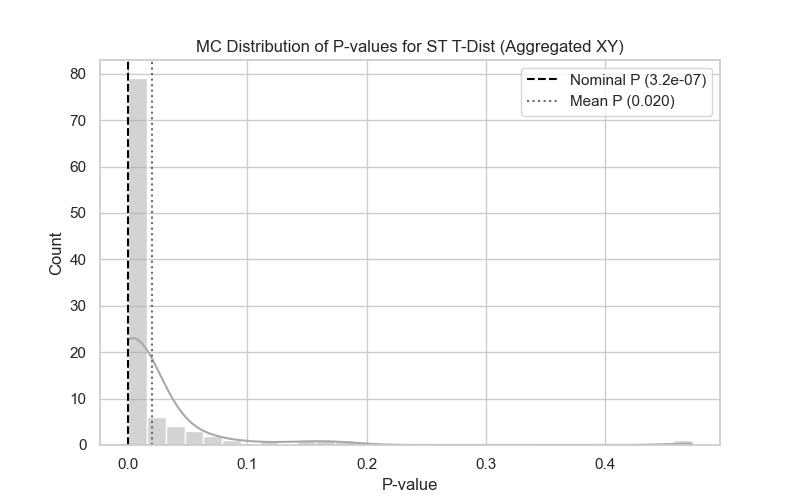 MC Distribution of P-values for ST T-Dist (Aggregated XY)
Nominal P (3.2e-07)
Mean P (0.020)
Count
80
70
60
50
40
30
20
10
0
0.0 0.1 0.2 0.3 0.4
P-value